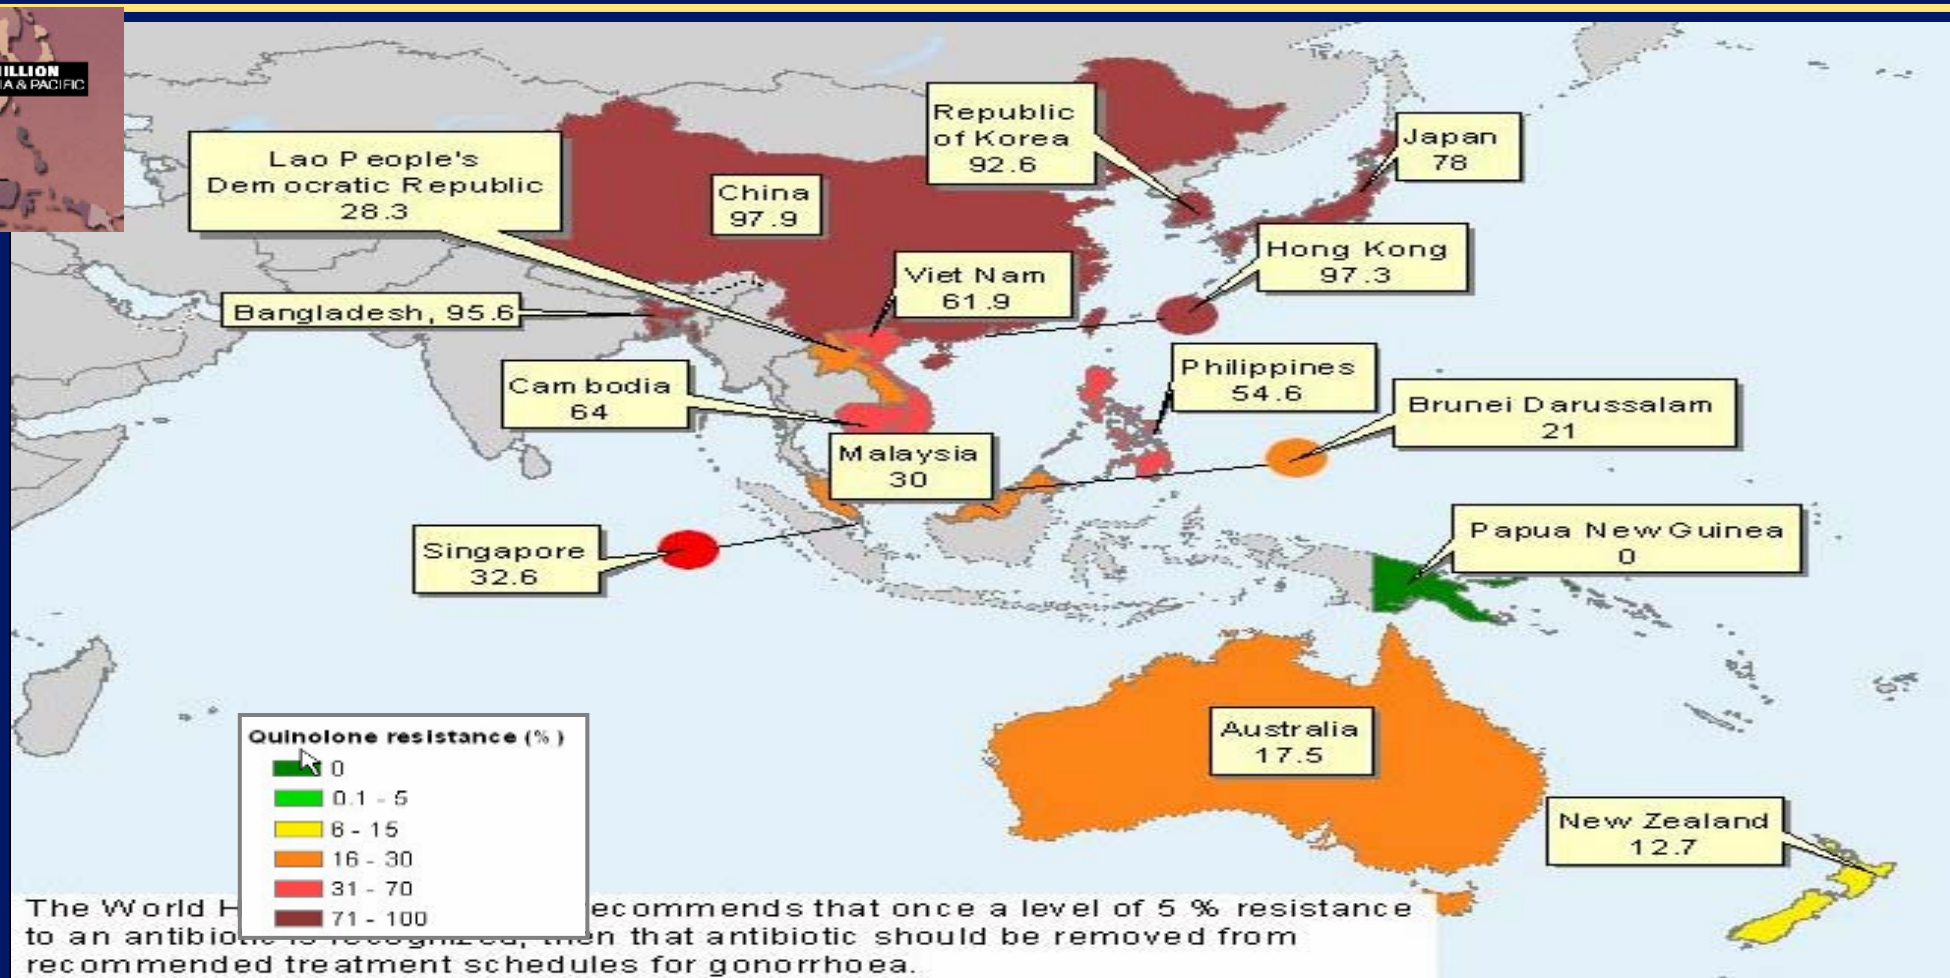 ILLION
IA & PACIFIC
Republic
of Korea
92.6
Japan
78
Lao People's
Democratic Republic
28.3
China
97.9
Hong Kong
97.3
Viet Nam
61.9
Bangladesh, 95.6
Philippines
54.6
Cambodia
64
Brunei Darussalam
21
Malaysia
30
Papua New Guinea
0
Singapore
32.6
Australia
17.5
New Zealand
12.7
Quinolone resistance (%)
0
0.1 - 5
6 - 15
16 - 30
31 - 70
71 - 100
The World H ecommends that once a level of 5 % resistance
to an antibiotic is recognized, then that antibiotic should be removed from
recommended treatment schedules for gonorrhoea.